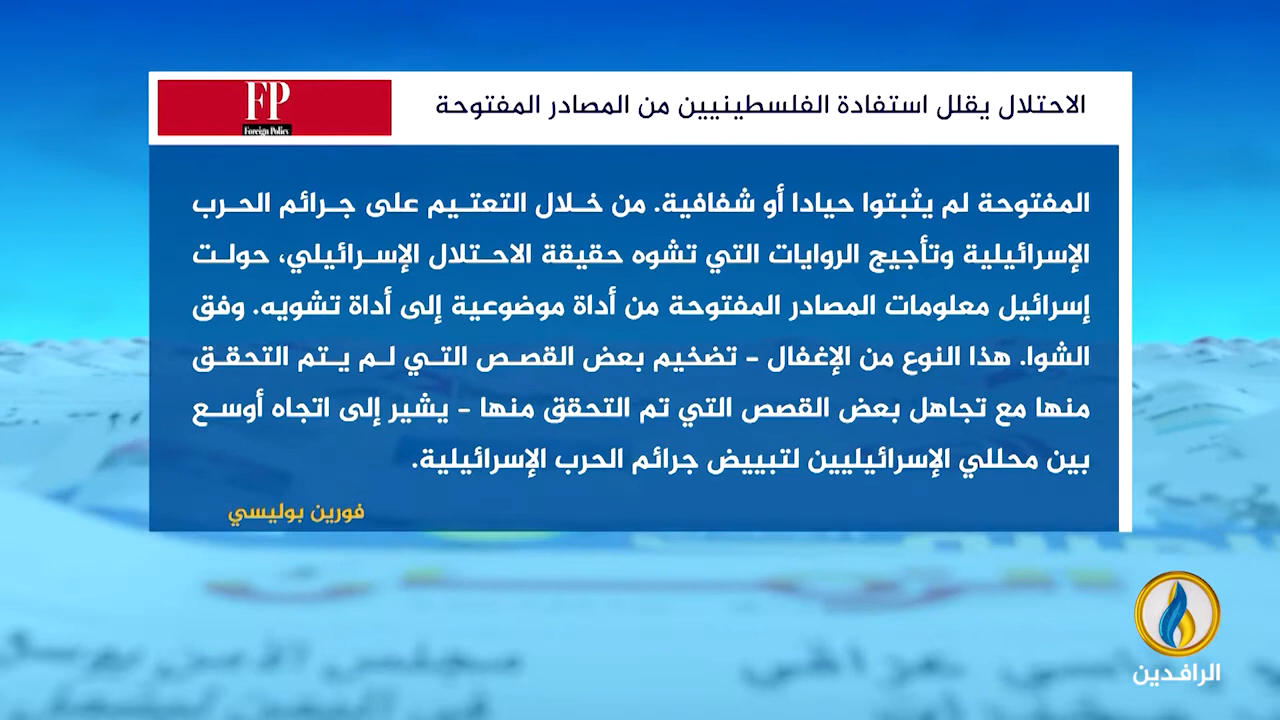 FP
Foreign Policy
الاحتلال يقلل استفادة الفلسطينيين من المصادر المفتوحة
المفتوحة لم يثبتوا حيادا أو شفافية. من خلال التعتيم على جرائم الحرب
الإسرائيلية وتأجيج الروايات التي تشوه حقيقة الاحتلال الإسرائيلي، حولت
إسرائيل معلومات المصادر المفتوحة من أداة موضوعية إلى أداة تشويه. وفق
الشوا. هذا النوع من الإغفال – تضخيم بعض القصص التي لم يتم التحقق
منها مع تجاهل بعض القصص التي تم التحقق منها – يشير إلى اتجاه أوسع
بين محللي الإسرائيليين لتبييض جرائم الحرب الإسرائيلية.
فورين بوليسي
مجلس الأمن
الرافدين